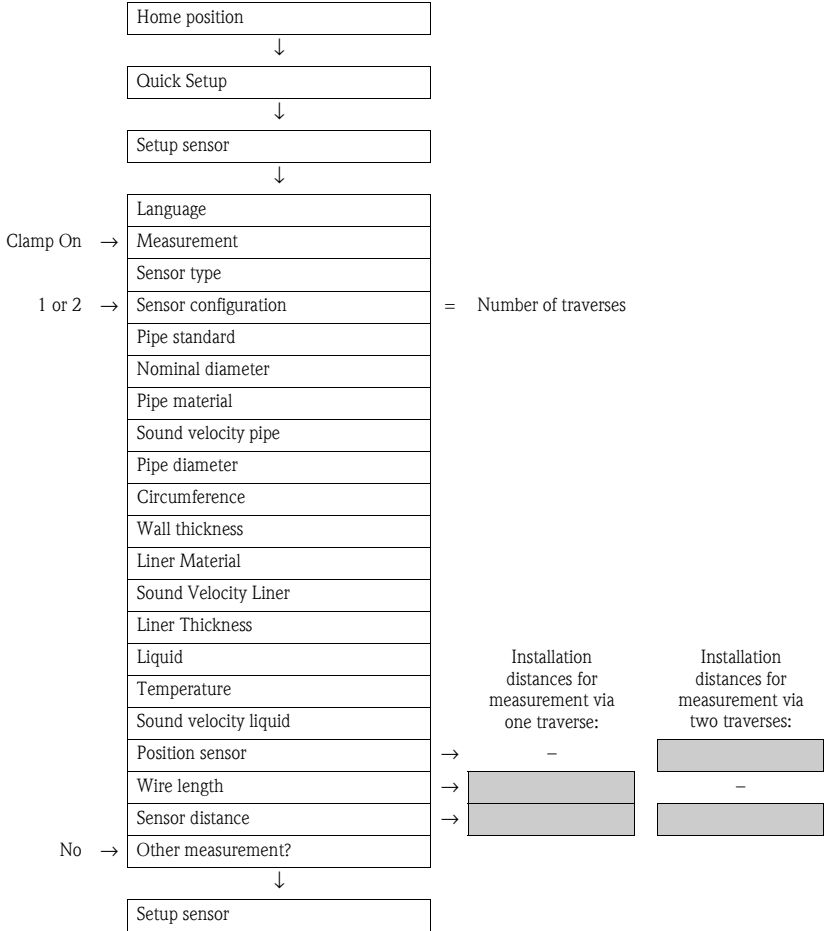 Home position
↓
Quick Setup
↓
Setup sensor
↓
Language
Clamp On → Measurement
Sensor type
1 or 2 → Sensor configuration = Number of traverses
Pipe standard
Nominal diameter
Pipe material
Sound velocity pipe
Pipe diameter
Circumference
Wall thickness
Liner Material
Sound Velocity Liner
Liner Thickness
Liquid
Temperature
Sound velocity liquid
Installation
distances for
measurement via
one traverse:
Installation
distances for
measurement via
two traverses:
Position sensor → –
Wire length → –
Sensor distance →
No → Other measurement?
↓
Setup sensor